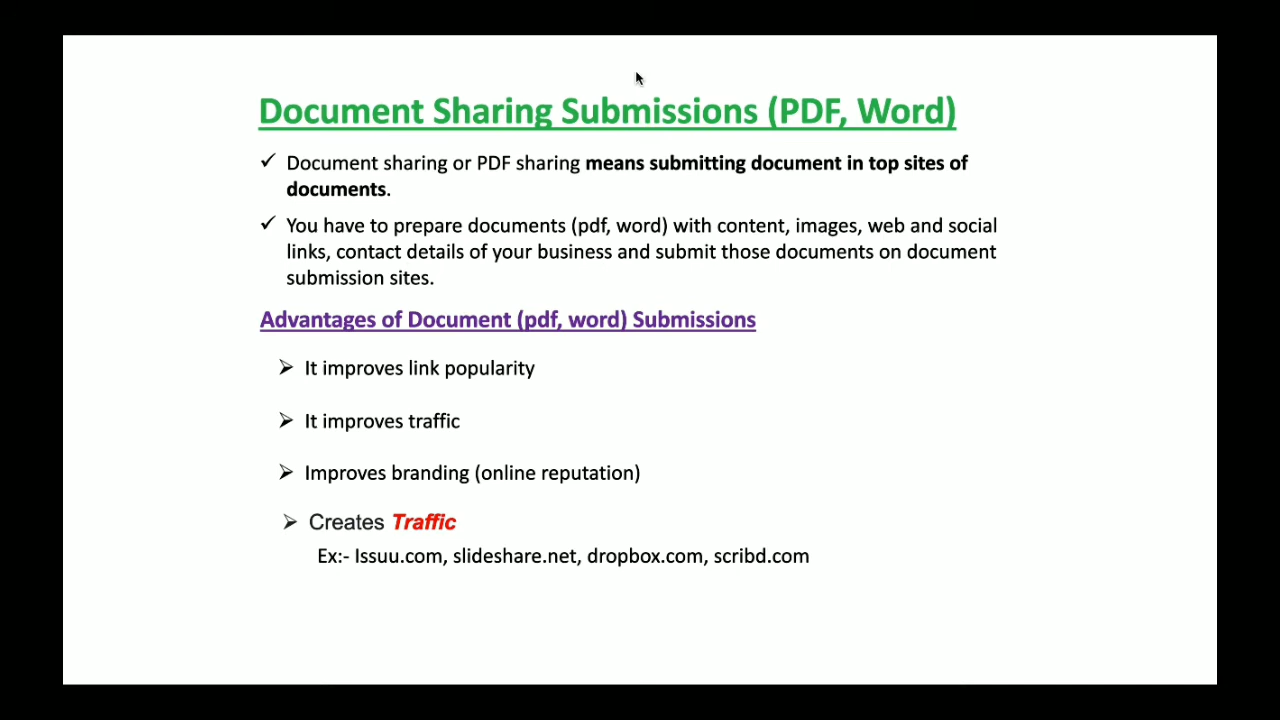 Document Sharing Submissions (PDF, Word)
✓ Document sharing or PDF sharing means submitting document in top sites of
documents.
✓ You have to prepare documents (pdf, word) with content, images, web and social
links, contact details of your business and submit those documents on document
submission sites.
Advantages of Document (pdf, word) Submissions
➢ It improves link popularity
➢ It improves traffic
➢ Improves branding (online reputation)
➢ Creates Traffic
Ex:- Issuu.com, slideshare.net, dropbox.com, scribd.com